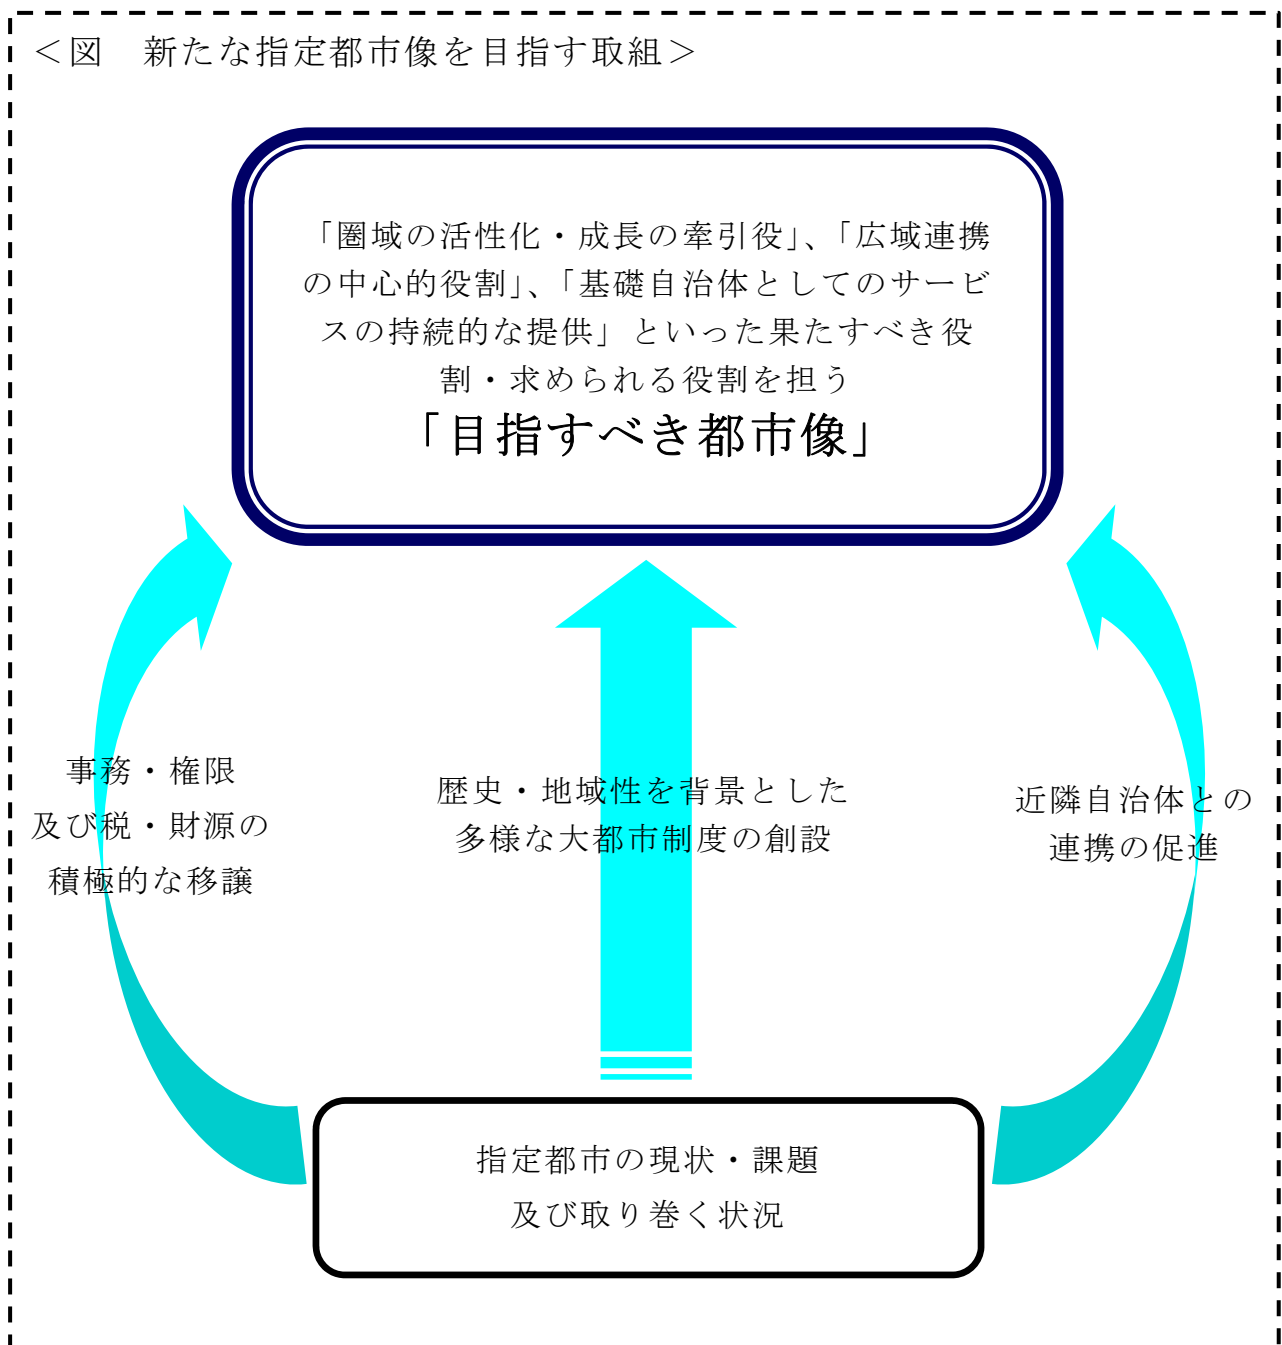 ＜図　新たな指定都市像を目指す取組＞
「圏域の活性化・成長の牽引役」、「広域連携
の中心的役割」、「基礎自治体としてのサービ
スの持続的な提供」といった果たすべき役
割・求められる役割を担う
「目指すべき都市像」
事務・権限
及び税・財源の
積極的な移譲
歴史・地域性を背景とした
多様な大都市制度の創設
近隣自治体との
連携の促進
指定都市の現状・課題
及び取り巻く状況